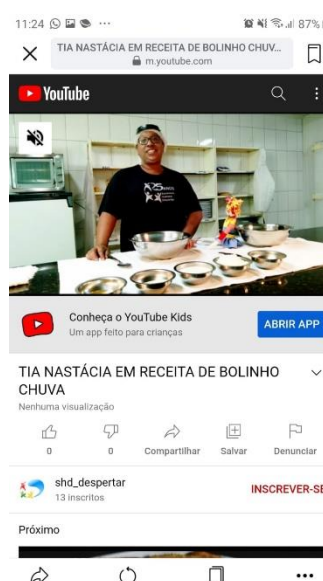 11:24
87%
TIA NASTÁCIA EM RECEITA DE BOLINHO CHUV...
m.youtube.com
YouTube
25
Conheça o YouTube Kids
Um app feito para crianças
ABRIR APP
TIA NASTÁCIA EM RECEITA DE BOLINHO
CHUVA
Nenhuma visualização
0
0
Compartilhar
Salvar
Denunciar
shd_despertar
13 inscritos
INSCREVER-SE
Próximo